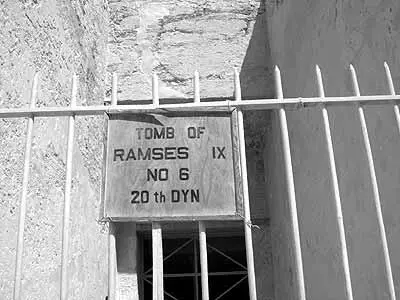 TOMB OF
RAMSES IX
NO 6
20 th DYN